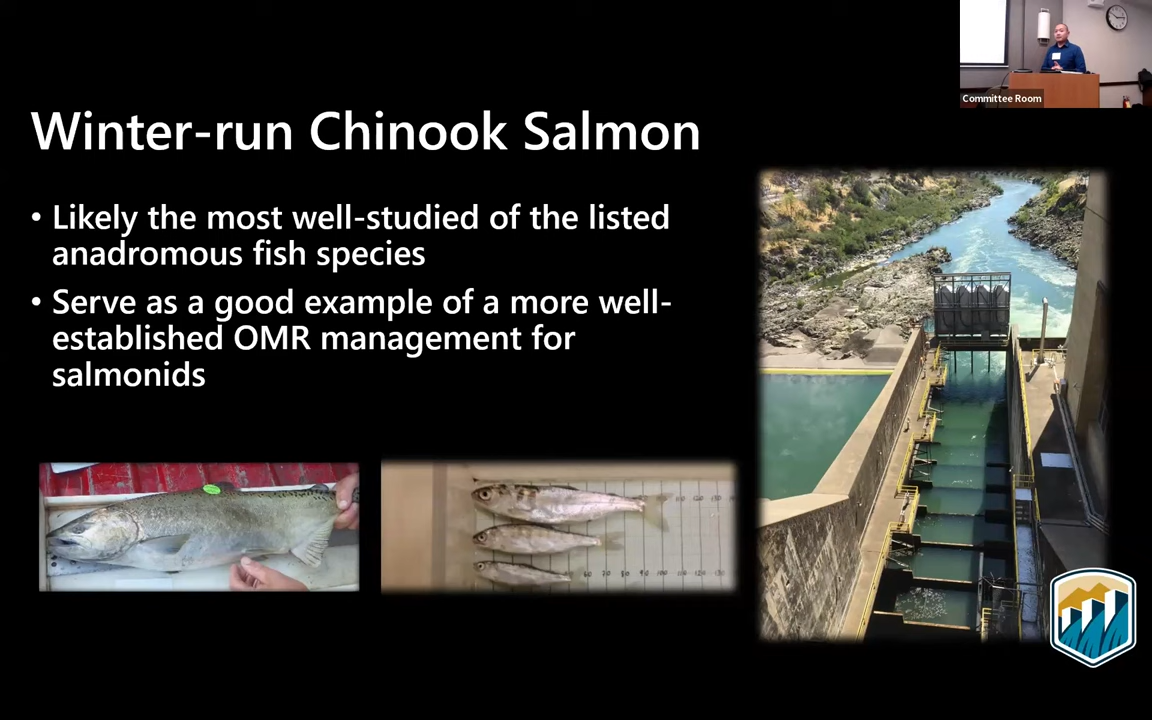 Committee Room
Winter-run Chinook Salmon
• Likely the most well-studied of the listed
anadromous fish species
• Serve as a good example of a more well-
established OMR management for
salmonids